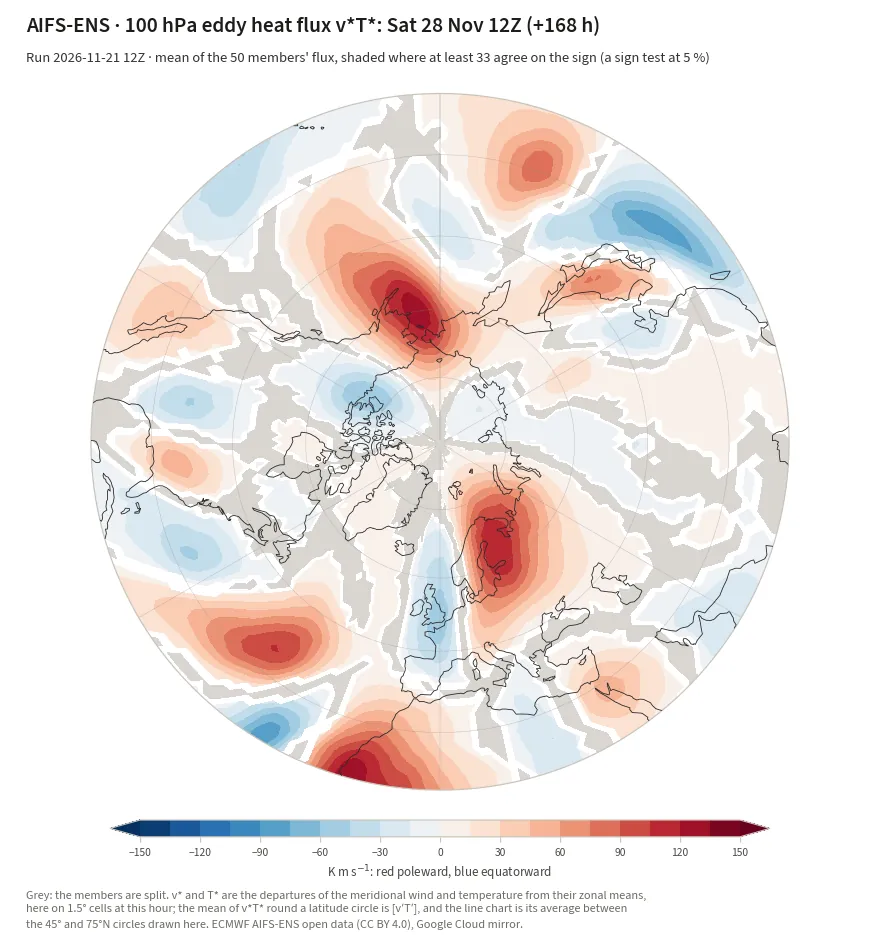 AIFS-ENS · 100 hPa eddy heat flux v*T*: Sat 28 Nov 12Z (+168 h)
Run 2026-11-21 12Z · mean of the 50 members' flux, shaded where at least 33 agree on the sign (a sign test at 5 %)
−150 −120 −90 −60 −30 0 30 60 90 120 150
K m s⁻¹: red poleward, blue equatorward
Grey: the members are split. v* and T* are the departures of the meridional wind and temperature from their zonal means,
here on 1.5° cells at this hour; the mean of v*T* round a latitude circle is [v′T′], and the line chart is its average between
the 45° and 75°N circles drawn here. ECMWF AIFS-ENS open data (CC BY 4.0), Google Cloud mirror.